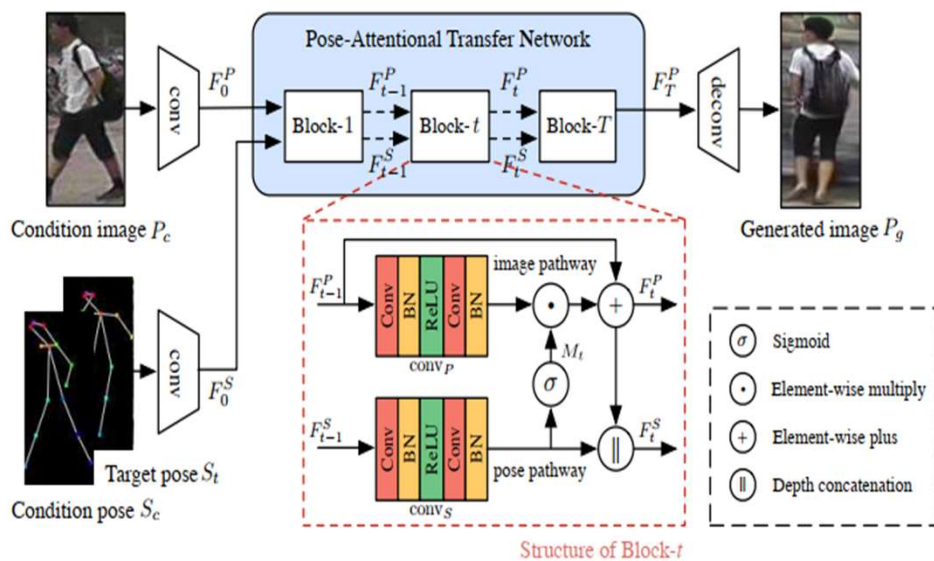 Pose-Attentional Transfer Network
conv
F_0^P
Block-1
F_{t-1}^P
F_{t-1}^S
Block-t
F_t^P
F_t^S
Block-T
F_T^P
deconv
Condition image P_c
Generated image P_g
conv
F_0^S
Target pose S_t
Condition pose S_c
F_{t-1}^P
Conv
BN
ReLU
Conv
BN
conv_P
image pathway
•
+
F_t^P
M_t
σ
F_{t-1}^S
Conv
BN
ReLU
Conv
BN
conv_S
pose pathway
||
F_t^S
Structure of Block-t
σ Sigmoid
• Element-wise multiply
+ Element-wise plus
|| Depth concatenation